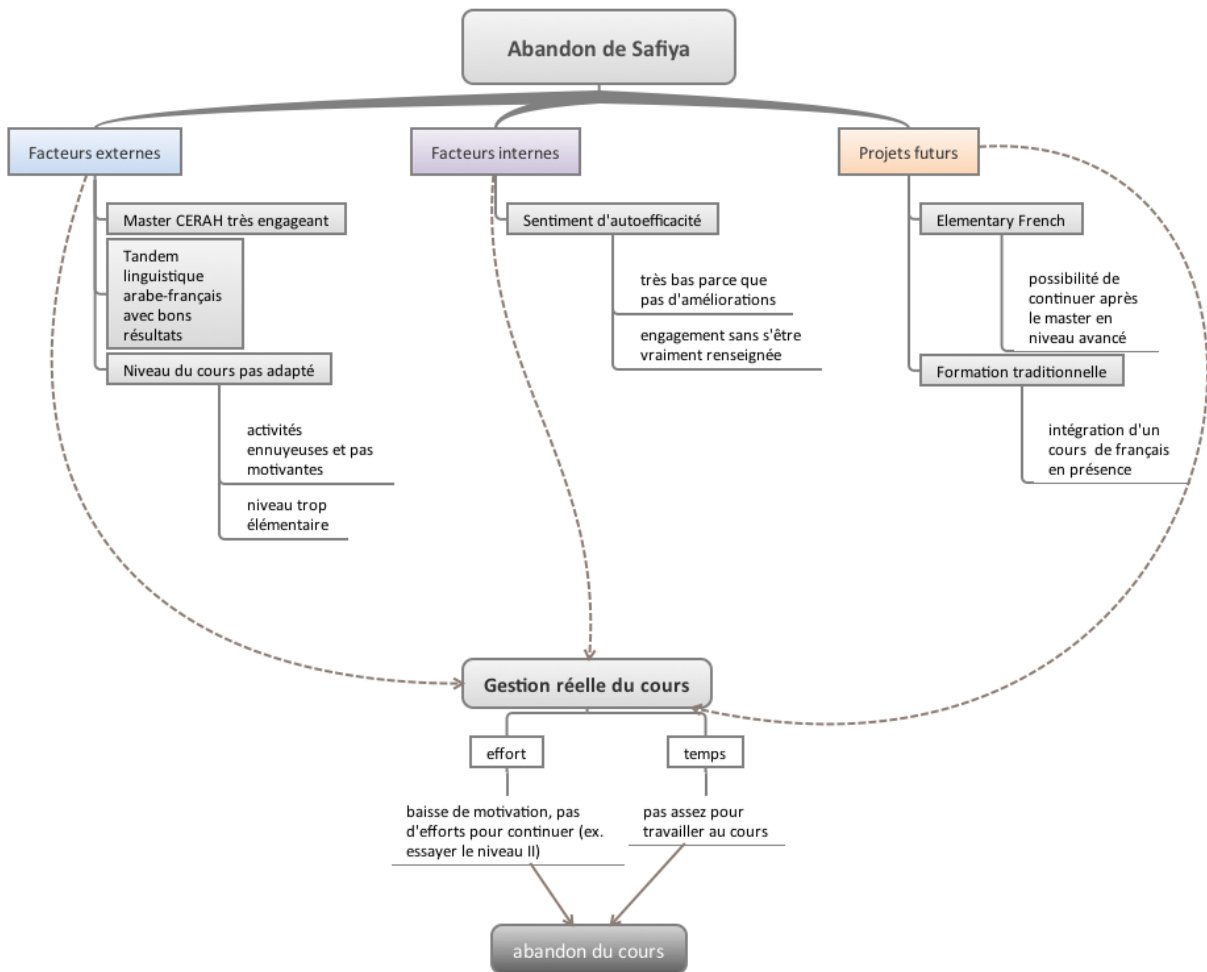 Abandon de Safiya
Facteurs externes
Facteurs internes
Projets futurs
Master CERAH très engageant
Tandem
linguistique
arabe-français
avec bons
résultats
Niveau du cours pas adapté
activités
ennuyeuses et pas
motivantes
niveau trop
élémentaire
Sentiment d'autoefficacité
très bas parce que
pas d'améliorations
engagement sans s'être
vraiment renseignée
Elementary French
possibilité de
continuer après
le master en
niveau avancé
Formation traditionnelle
intégration d'un
cours de français
en présence
Gestion réelle du cours
effort
temps
baisse de motivation, pas
d'efforts pour continuer (ex.
essayer le niveau II)
pas assez pour
travailler au cours
abandon du cours